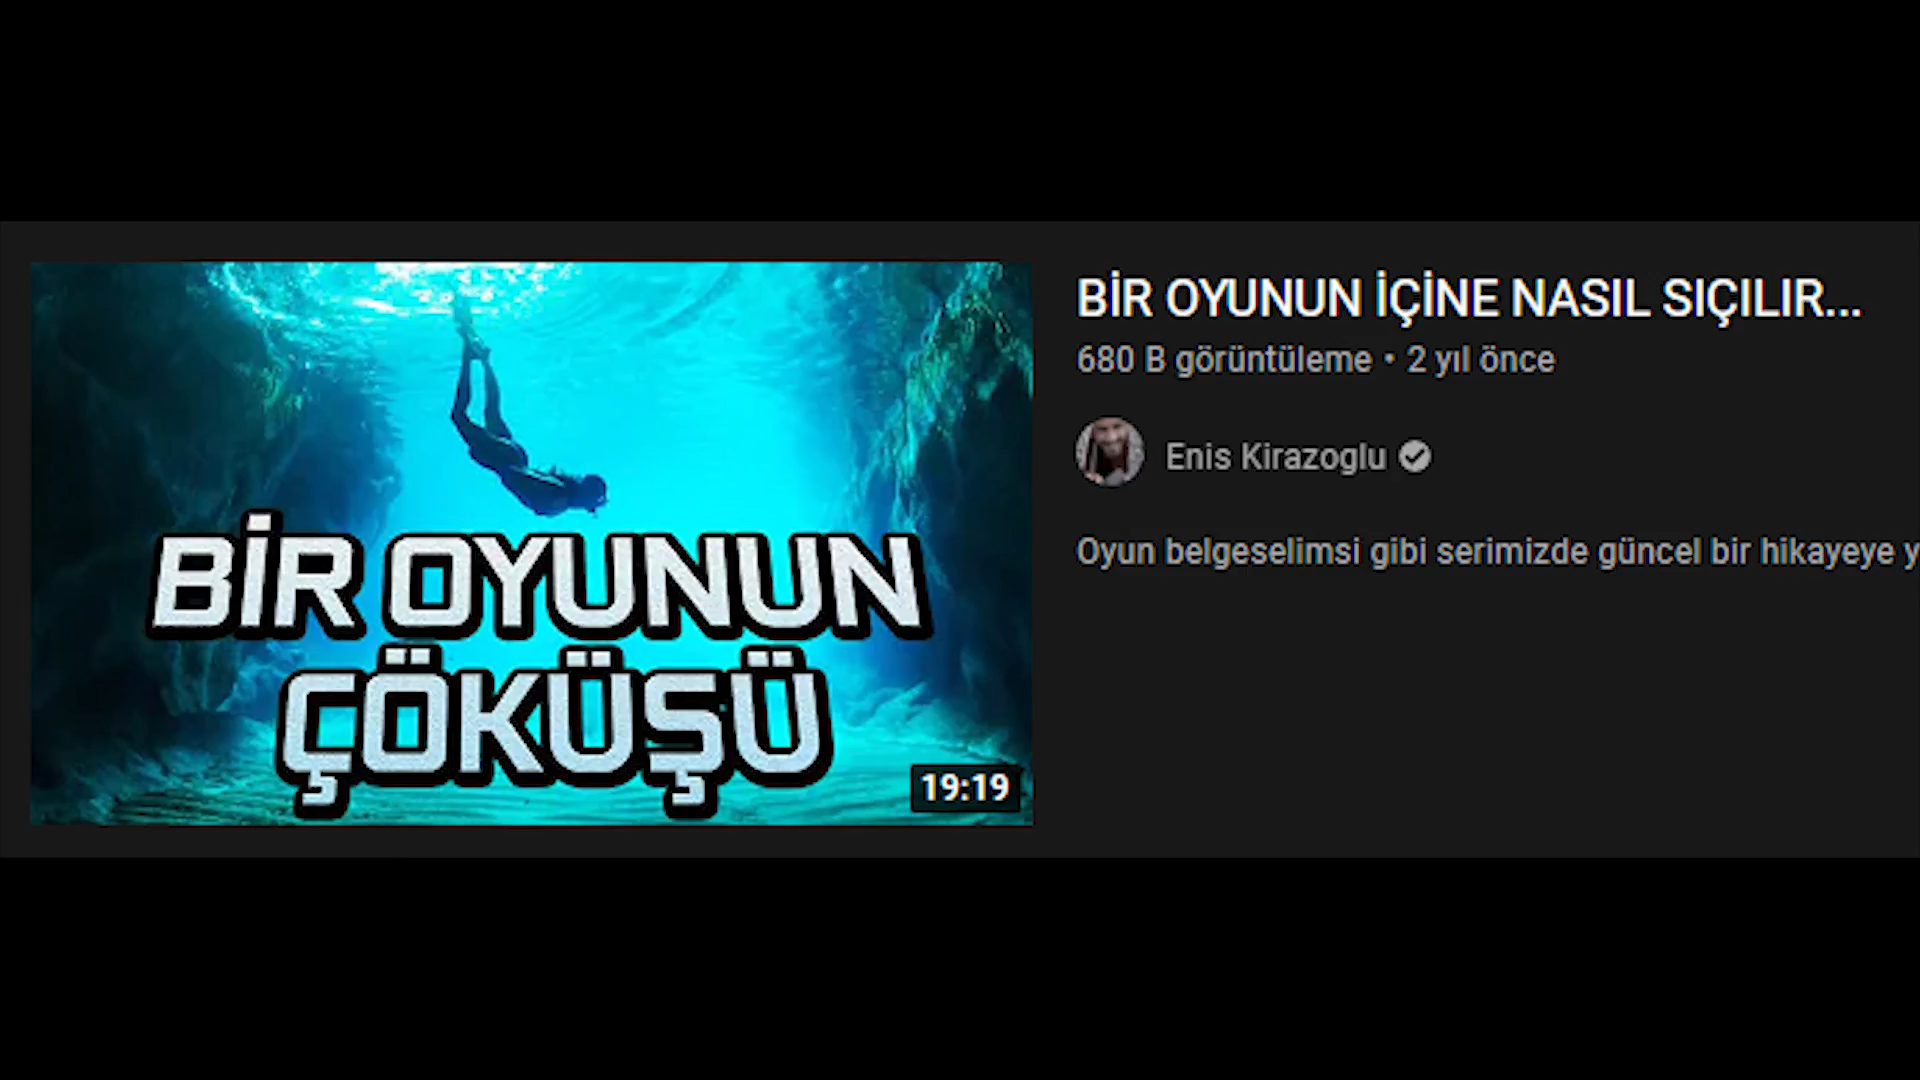 BİR OYUNUN
ÇÖKÜŞÜ
19:19
BİR OYUNUN İÇİNE NASIL SIÇILIR...
680 B görüntüleme • 2 yıl önce
Enis Kirazoglu
Oyun belgeselimsi gibi serimizde güncel bir hikayeye y